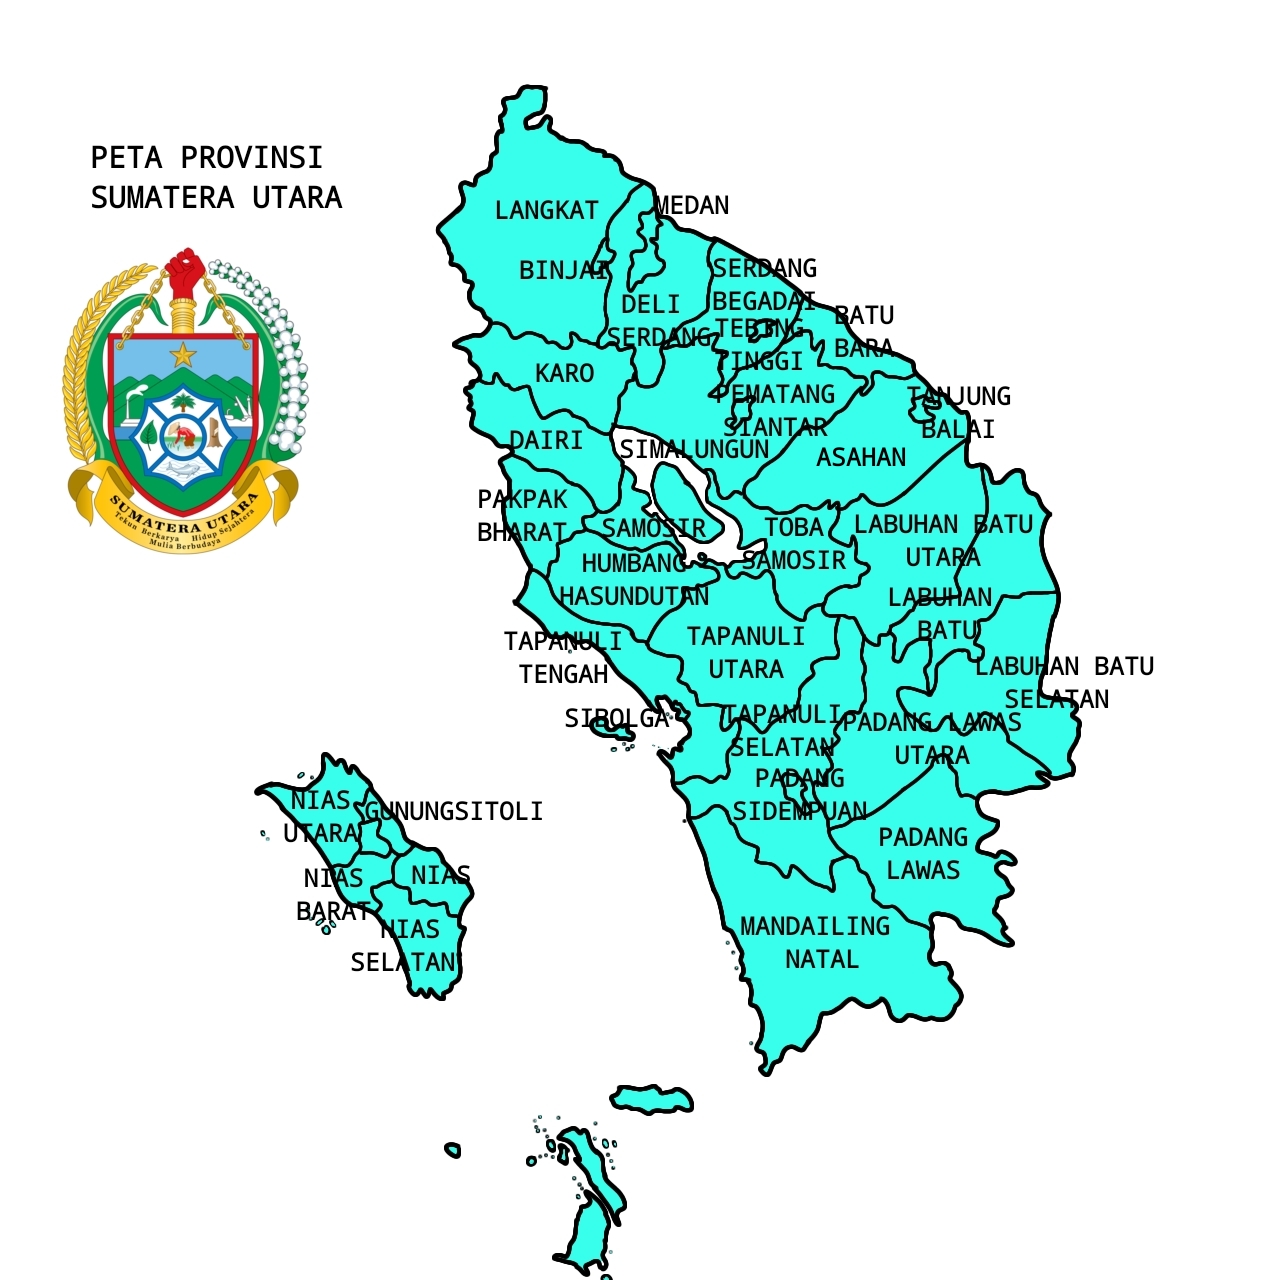 PETA PROVINSI
SUMATERA UTARA
SUMATERA UTARA
Tekun Berkarya Hidup Sejahtera
Mulia Berbudaya
LANGKAT
MEDAN
BINJAI
DELI
SERDANG
SERDANG
BEGADAI
TEBING
TINGGI
BATU
BARA
KARO
PEMATANG
SIANTAR
TANJUNG
BALAI
DAIRI
SIMALUNGUN
ASAHAN
PAKPAK
BHARAT
SAMOSIR
TOBA
SAMOSIR
LABUHAN BATU
UTARA
HUMBANG
HASUNDUTAN
LABUHAN
BATU
TAPANULI
TENGAH
TAPANULI
UTARA
LABUHAN BATU
SELATAN
SIBOLGA
TAPANULI
SELATAN
PADANG LAWAS
UTARA
PADANG
SIDEMPUAN
NIAS
UTARA
GUNUNGSITOLI
PADANG
LAWAS
NIAS
BARAT
NIAS
NIAS
SELATAN
MANDAILING
NATAL